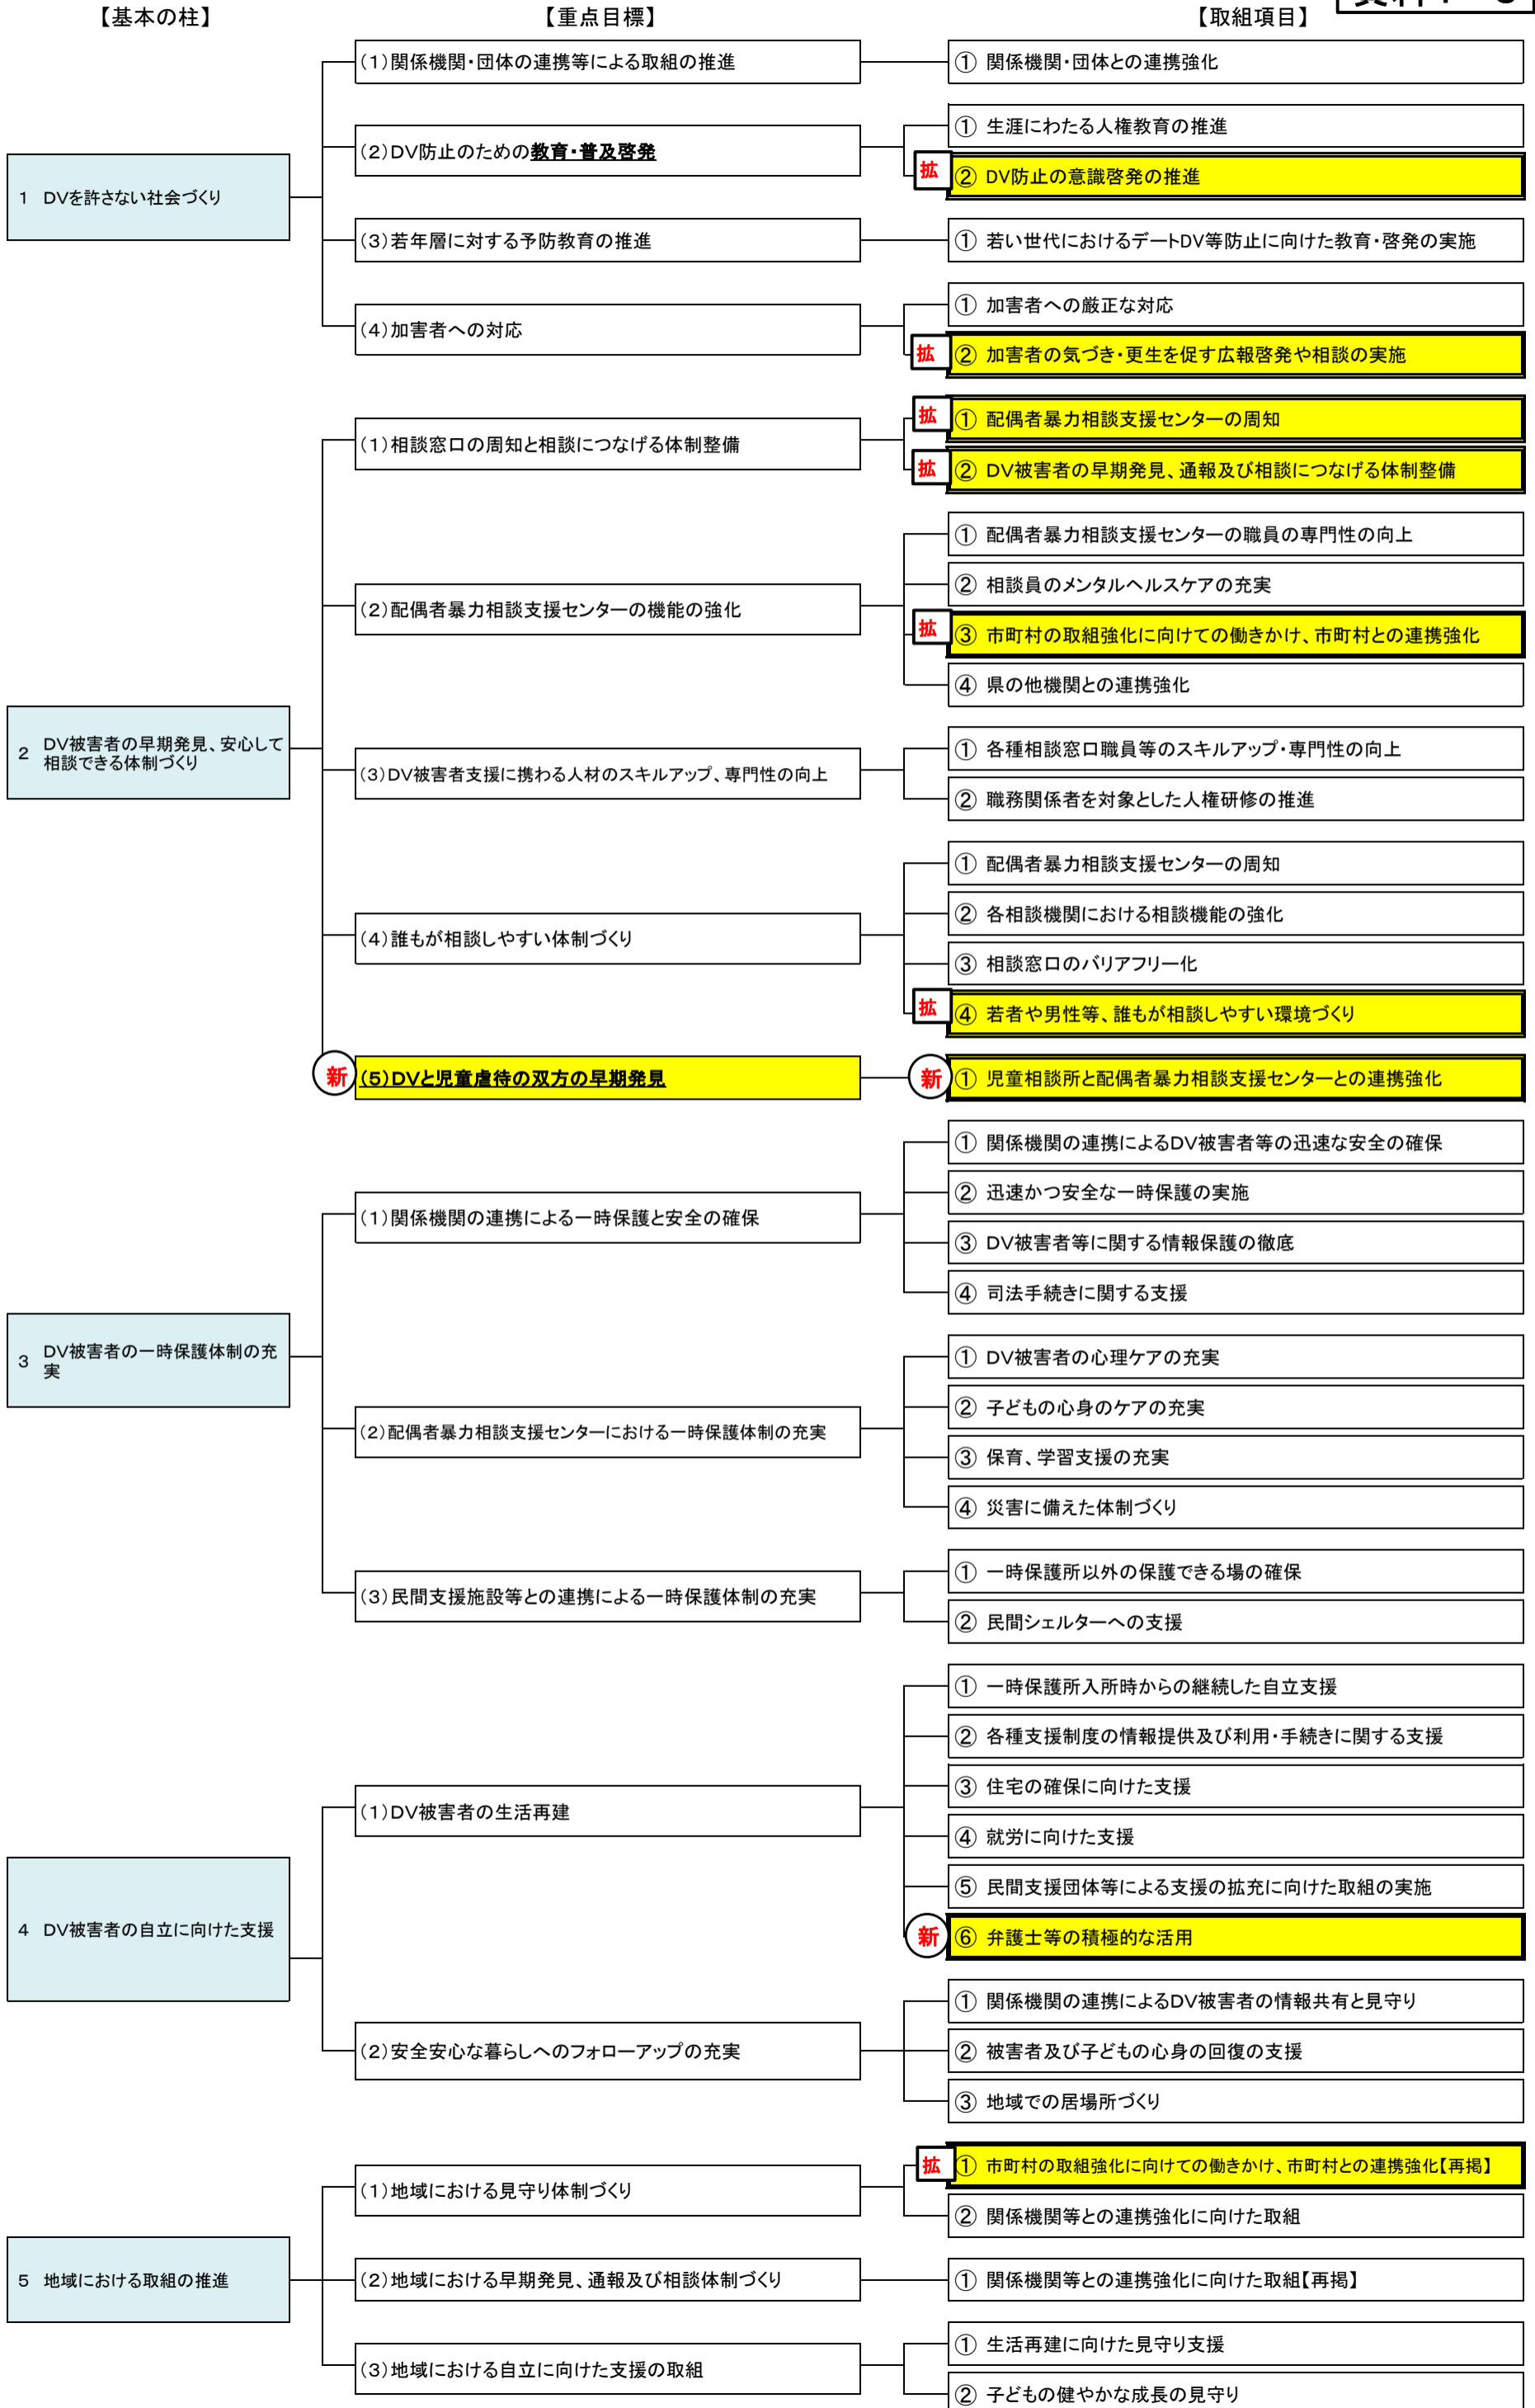 【基本の柱】
【重点目標】
【取組項目】
1 DVを許さない社会づくり
(1)関係機関・団体の連携等による取組の推進
① 関係機関・団体との連携強化
(2)DV防止のための教育・普及啓発
① 生涯にわたる人権教育の推進
拡
② DV防止の意識啓発の推進
(3)若年層に対する予防教育の推進
① 若い世代におけるデートDV等防止に向けた教育・啓発の実施
(4)加害者への対応
① 加害者への厳正な対応
拡
② 加害者の気づき・更生を促す広報啓発や相談の実施
2 DV被害者の早期発見、安心して
相談できる体制づくり
(1)相談窓口の周知と相談につなげる体制整備
拡
① 配偶者暴力相談支援センターの周知
拡
② DV被害者の早期発見、通報及び相談につなげる体制整備
(2)配偶者暴力相談支援センターの機能の強化
① 配偶者暴力相談支援センターの職員の専門性の向上
② 相談員のメンタルヘルスケアの充実
拡
③ 市町村の取組強化に向けての働きかけ、市町村との連携強化
④ 県の他機関との連携強化
(3)DV被害者支援に携わる人材のスキルアップ、専門性の向上
① 各種相談窓口職員等のスキルアップ・専門性の向上
② 職務関係者を対象とした人権研修の推進
(4)誰もが相談しやすい体制づくり
① 配偶者暴力相談支援センターの周知
② 各相談機関における相談機能の強化
③ 相談窓口のバリアフリー化
拡
④ 若者や男性等、誰もが相談しやすい環境づくり
新
(5)DVと児童虐待の双方の早期発見
新
① 児童相談所と配偶者暴力相談支援センターとの連携強化
3 DV被害者の一時保護体制の充
実
(1)関係機関の連携による一時保護と安全の確保
① 関係機関の連携によるDV被害者等の迅速な安全の確保
② 迅速かつ安全な一時保護の実施
③ DV被害者等に関する情報保護の徹底
④ 司法手続きに関する支援
(2)配偶者暴力相談支援センターにおける一時保護体制の充実
① DV被害者の心理ケアの充実
② 子どもの心身のケアの充実
③ 保育、学習支援の充実
④ 災害に備えた体制づくり
(3)民間支援施設等との連携による一時保護体制の充実
① 一時保護所以外の保護できる場の確保
② 民間シェルターへの支援
4 DV被害者の自立に向けた支援
(1)DV被害者の生活再建
① 一時保護所入所時からの継続した自立支援
② 各種支援制度の情報提供及び利用・手続きに関する支援
③ 住宅の確保に向けた支援
④ 就労に向けた支援
⑤ 民間支援団体等による支援の拡充に向けた取組の実施
新
⑥ 弁護士等の積極的な活用
(2)安全安心な暮らしへのフォローアップの充実
① 関係機関の連携によるDV被害者の情報共有と見守り
② 被害者及び子どもの心身の回復の支援
③ 地域での居場所づくり
5 地域における取組の推進
(1)地域における見守り体制づくり
拡
① 市町村の取組強化に向けての働きかけ、市町村との連携強化【再掲】
② 関係機関等との連携強化に向けた取組
(2)地域における早期発見、通報及び相談体制づくり
① 関係機関等との連携強化に向けた取組【再掲】
(3)地域における自立に向けた支援の取組
① 生活再建に向けた見守り支援
② 子どもの健やかな成長の見守り